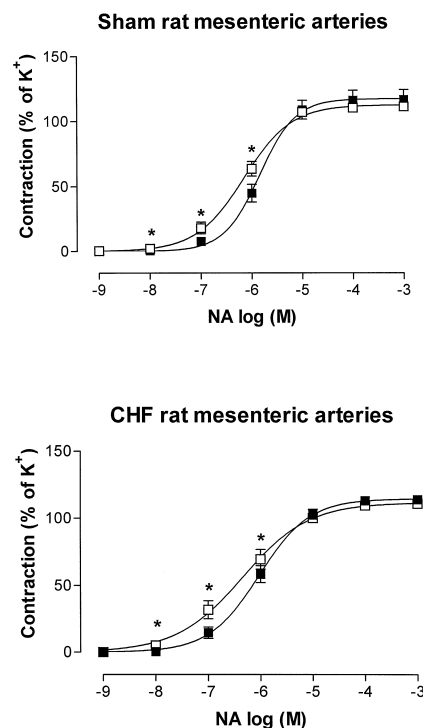 Sham rat mesenteric arteries
Contraction (% of K⁺)
150
100
50
0
*
*
*
-9 -8 -7 -6 -5 -4 -3
NA log (M)
CHF rat mesenteric arteries
Contraction (% of K⁺)
150
100
50
0
*
*
*
-9 -8 -7 -6 -5 -4 -3
NA log (M)